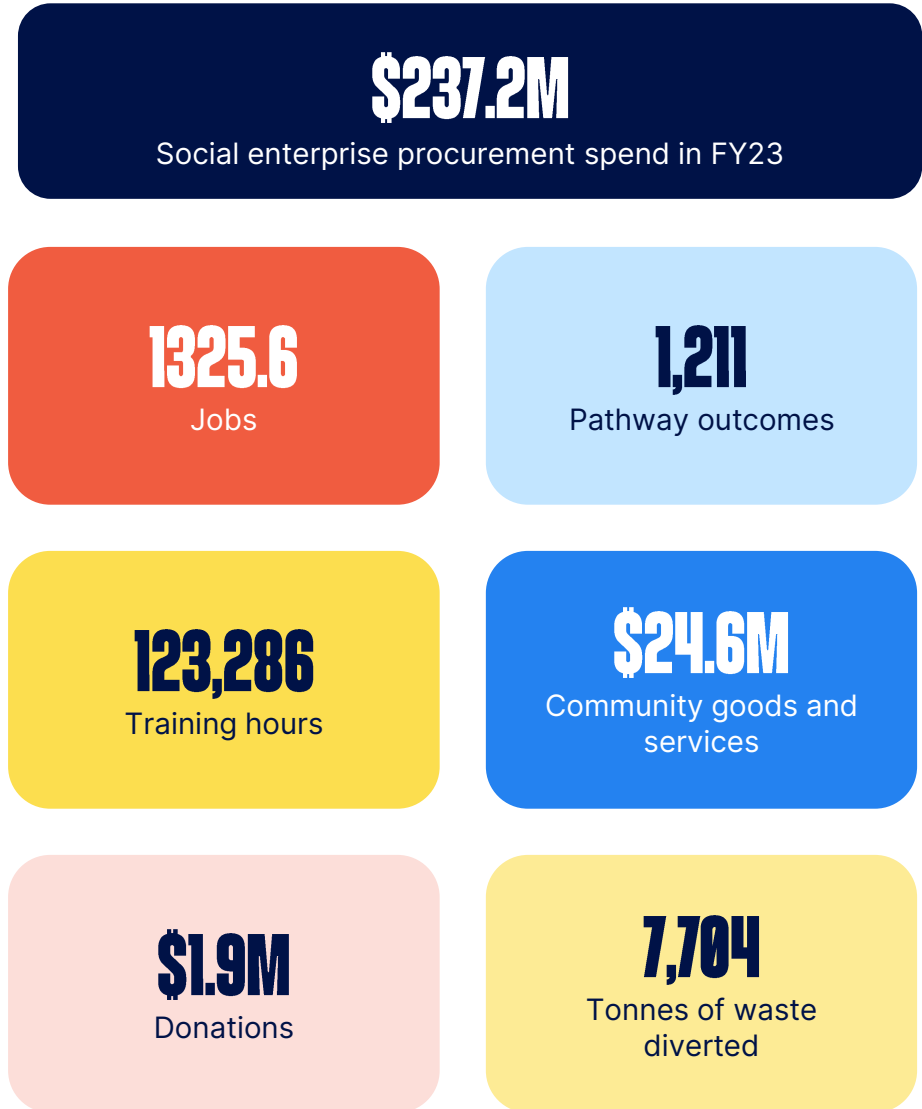 $237.2M
Social enterprise procurement spend in FY23
1325.6
Jobs
1,211
Pathway outcomes
123,286
Training hours
$24.6M
Community goods and
services
$1.9M
Donations
7,704
Tonnes of waste
diverted